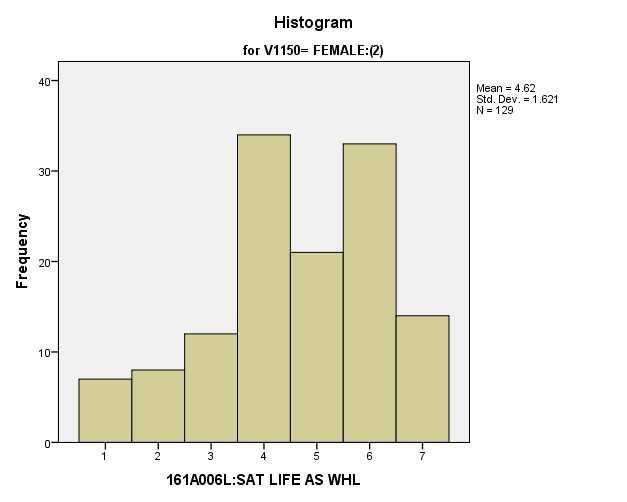 Histogram
for V1150= FEMALE:(2)
Mean = 4.62
Std. Dev. = 1.621
N = 129
40
30
20
10
0
Frequency
1 2 3 4 5 6 7
161A006L:SAT LIFE AS WHL